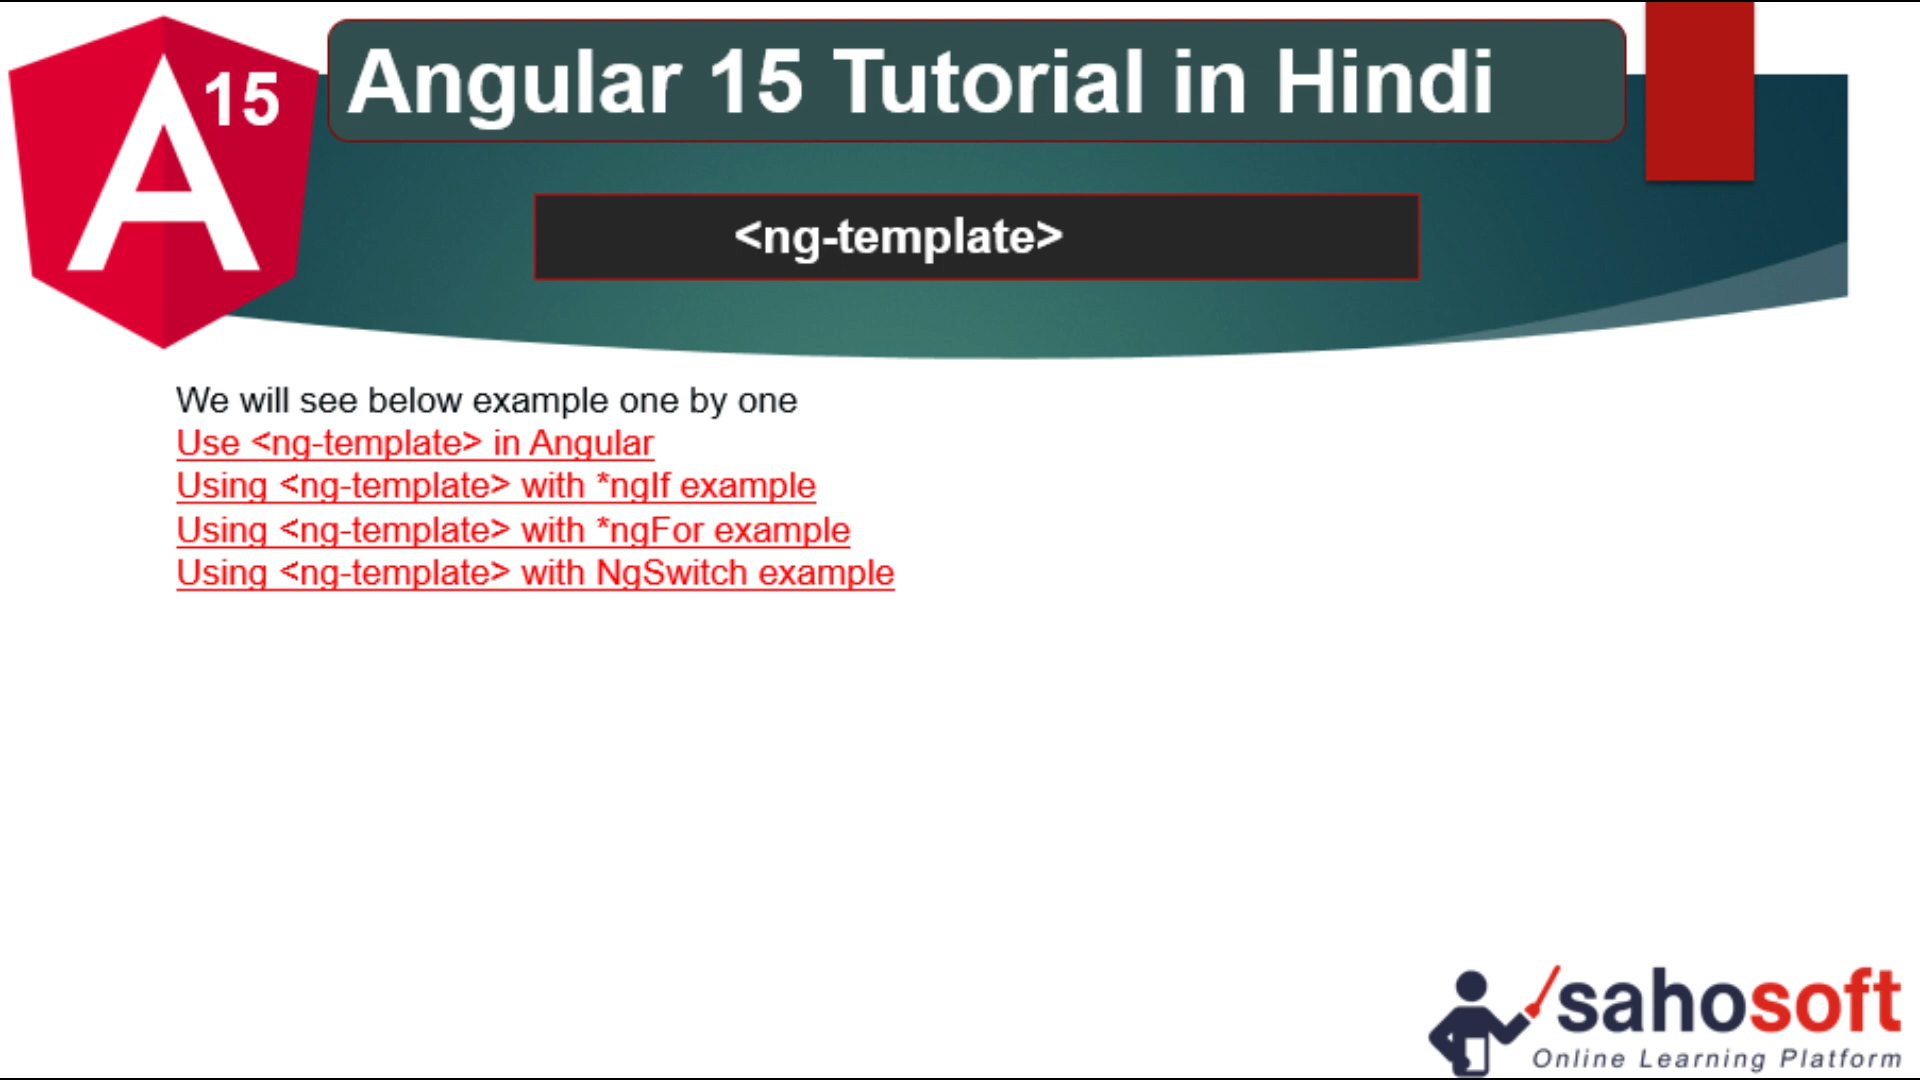 15
Angular 15 Tutorial in Hindi
<ng-template>
We will see below example one by one
Use <ng-template> in Angular
Using <ng-template> with *ngIf example
Using <ng-template> with *ngFor example
Using <ng-template> with NgSwitch example
sahosoft
Online Learning Platform